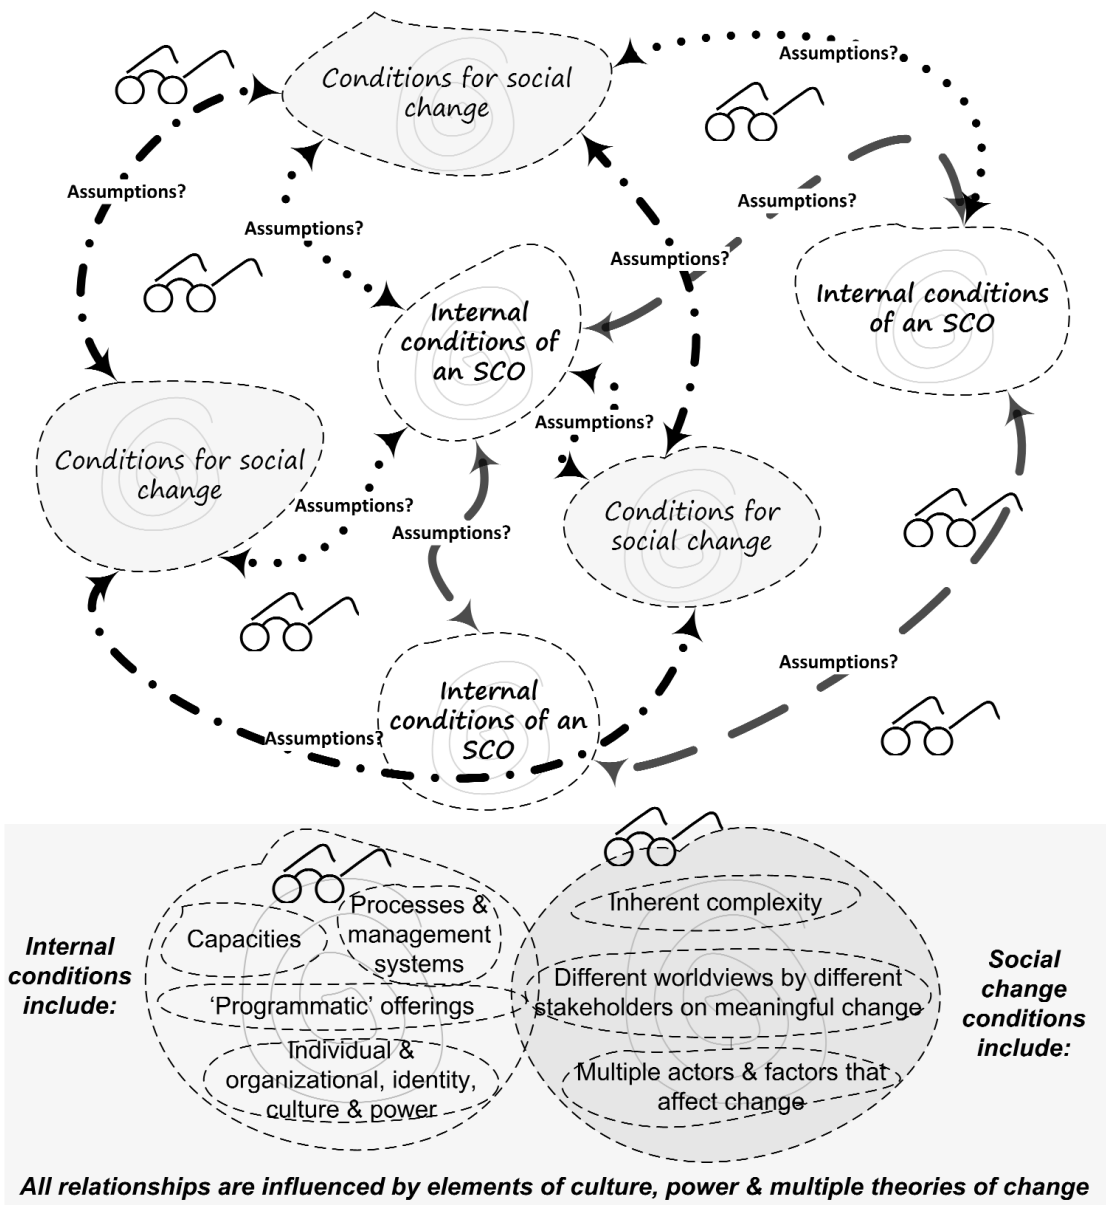 Conditions for social
change
Assumptions?
Assumptions?
Assumptions?
Assumptions?
Assumptions?
Internal conditions
of an SCO
Internal
conditions of
an SCO
Assumptions?
Conditions for social
change
Assumptions?
Assumptions?
Conditions for
social change
Assumptions?
Internal
conditions of an
SCO
Assumptions?
Internal
conditions
include:
Capacities
Processes &
management
systems
‘Programmatic’ offerings
Individual &
organizational, identity,
culture & power
Inherent complexity
Different worldviews by different
stakeholders on meaningful change
Multiple actors & factors that
affect change
Social
change
conditions
include:
All relationships are influenced by elements of culture, power & multiple theories of change